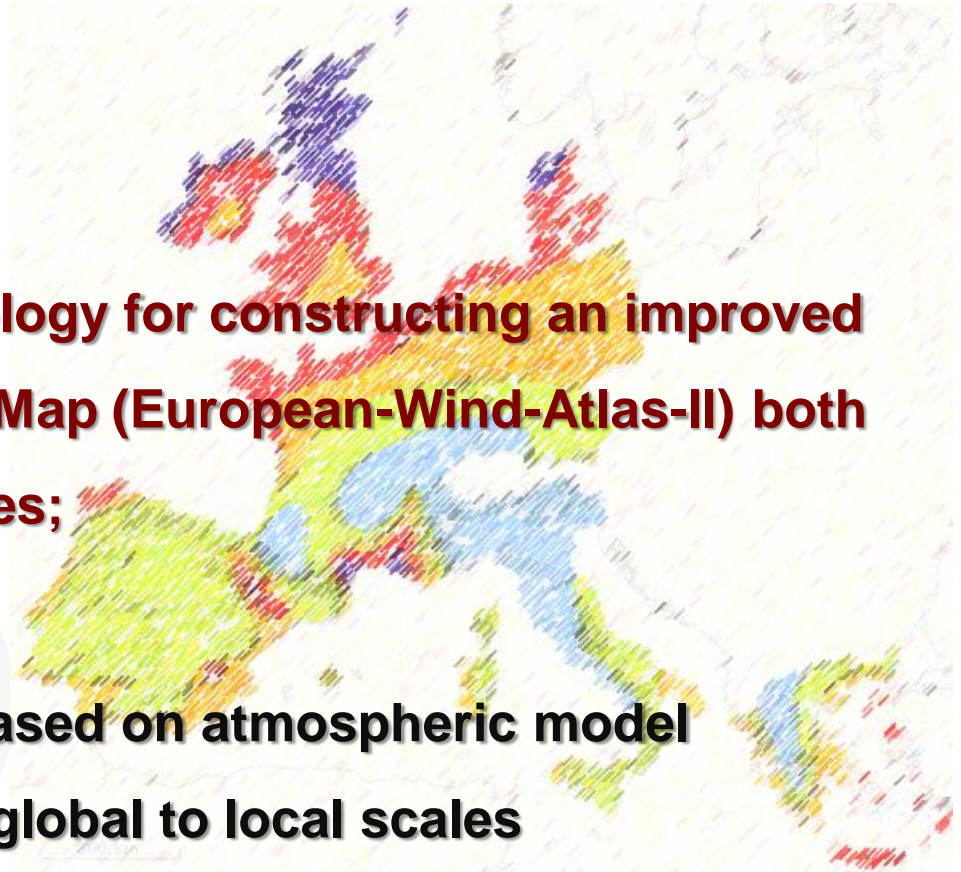 logy for constructing an improved
Map (European-Wind-Atlas-II) both
es;
ased on atmospheric model
global to local scales